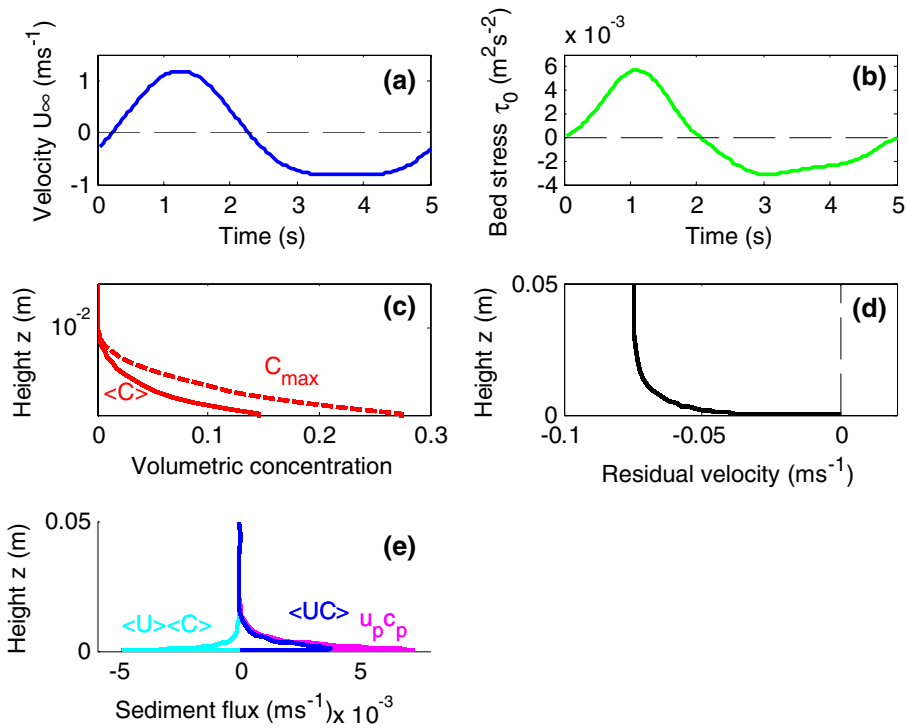 (a)
Velocity U∞ (ms-1)
1
0
-1
0 1 2 3 4 5
Time (s)
x 10-3
(b)
Bed stress τ0 (m2s-2)
6
4
2
0
-2
-4
0 1 2 3 4 5
Time (s)
(c)
Height z (m)
10-2
Cmax
<C>
0 0.1 0.2 0.3
Volumetric concentration
(d)
Height z (m)
0.05
0
-0.1 -0.05 0
Residual velocity (ms-1)
(e)
Height z (m)
0.05
0
<U><C>
<UC>
upcp
-5 0 5
Sediment flux (ms-1) x 10-3